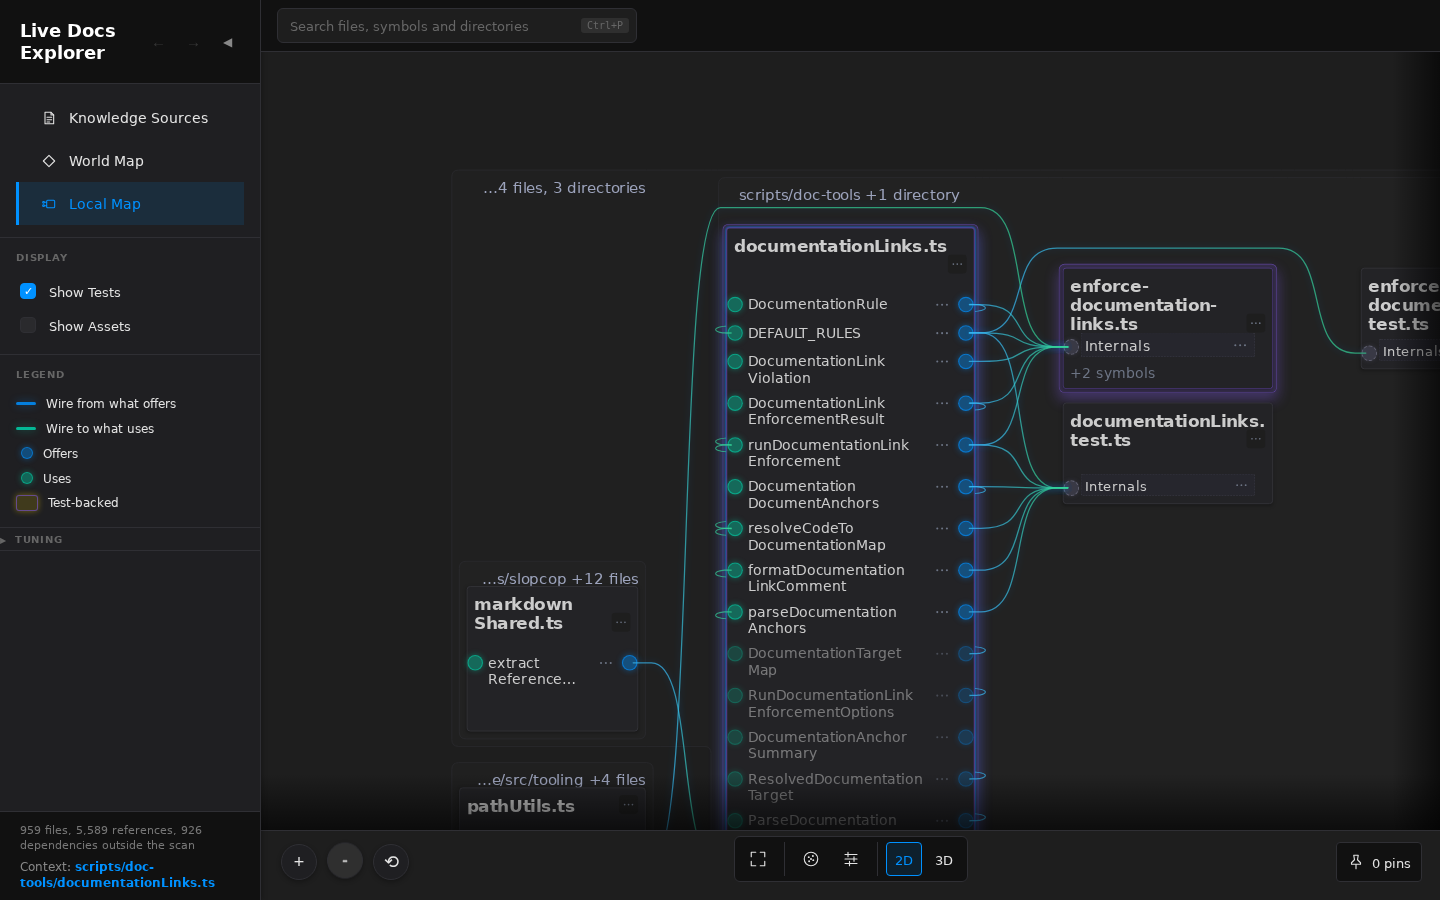 Live Docs
Explorer
← → ◀
Search files, symbols and directories Ctrl+P
Knowledge Sources
World Map
Local Map
DISPLAY
✓ Show Tests
Show Assets
LEGEND
Wire from what offers
Wire to what uses
Offers
Uses
Test-backed
▶ TUNING
959 files, 5,589 references, 926
dependencies outside the scan
Context: scripts/doc-
tools/documentationLinks.ts
…4 files, 3 directories
scripts/doc-tools +1 directory
documentationLinks.ts
…
DocumentationRule …
DEFAULT_RULES …
DocumentationLink …
Violation
DocumentationLink …
EnforcementResult
runDocumentationLink …
Enforcement
Documentation …
DocumentAnchors
resolveCodeTo …
DocumentationMap
formatDocumentation …
LinkComment
parseDocumentation …
Anchors
DocumentationTarget …
Map
RunDocumentationLink …
EnforcementOptions
DocumentationAnchor …
Summary
ResolvedDocumentation …
Target
ParseDocumentation …
enforce-
documentation-
links.ts …
Internals …
+2 symbols
documentationLinks.
test.ts …
Internals …
enforce
docume
test.ts
Internals
…s/slopcop +12 files
markdown
Shared.ts …
extract …
Reference…
…e/src/tooling +4 files
pathUtils.ts …
+ - ⟲
2D 3D
0 pins